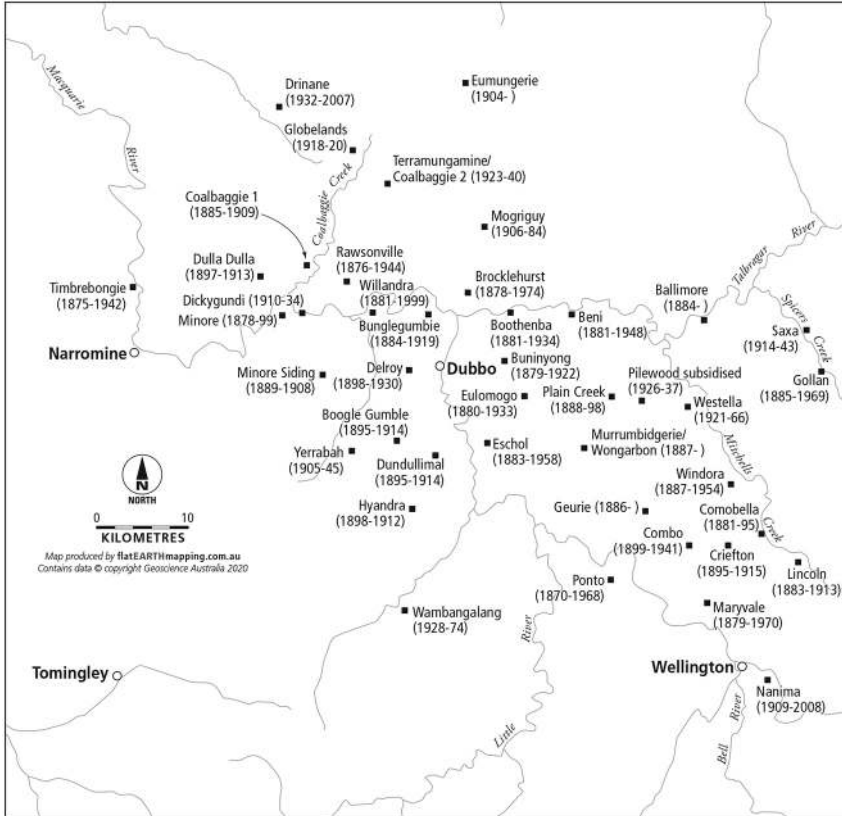 Macquarie
River
Drinane
(1932-2007)
Eumungerie
(1904- )
Globelands
(1918-20)
Coalbaggie Creek
Terramungamine/
Coalbaggie 2 (1923-40)
Coalbaggie 1
(1885-1909)
Mogriguy
(1906-84)
Talbragar River
Dulla Dulla
(1897-1913)
Rawsonville
(1876-1944)
Timbrebongie
(1875-1942)
Willandra
(1881-1999)
Brocklehurst
(1878-1974)
Ballimore
(1884- )
Spicers
Creek
Dickygundi (1910-34)
Minore (1878-99)
Bunglegumbie
(1884-1919)
Boothenba
(1881-1934)
Beni
(1881-1948)
Saxa
(1914-43)
Narromine
Dubbo
Buninyong
(1879-1922)
Minore Siding
(1889-1908)
Delroy
(1898-1930)
Pilewood subsidised
(1926-37)
Gollan
(1885-1969)
Eulomogo
(1880-1933)
Plain Creek
(1888-98)
Westella
(1921-66)
Boogle Gumble
(1895-1914)
Yerrabah
(1905-45)
Dundullimal
(1895-1914)
Eschol
(1883-1958)
Murrumbidgerie/
Wongarbon (1887- )
Mitchells
Creek
Windora
(1887-1954)
NORTH
N
0 10
KILOMETRES
Map produced by flatEARTHmapping.com.au
Contains data © copyright Geoscience Australia 2020
Hyandra
(1898-1912)
Geurie (1886- )
Comobella
(1881-95)
Combo
(1899-1941)
Criefton
(1895-1915)
Lincoln
(1883-1913)
Ponto
(1870-1968)
Wambangalang
(1928-74)
Maryvale
(1879-1970)
River
Little
Tomingley
Wellington
Nanima
(1909-2008)
River
Bell